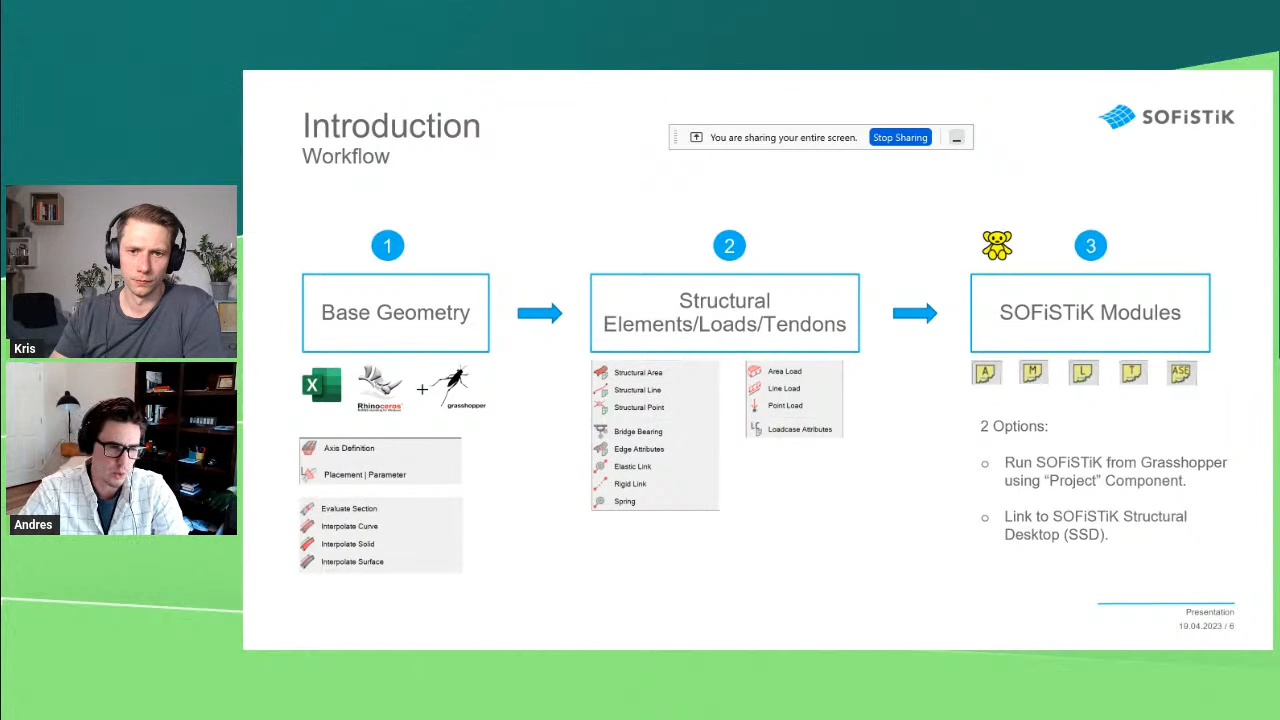 Introduction
Workflow
You are sharing your entire screen. Stop Sharing
SOFiSTiK
1
2
3
Base Geometry
Structural
Elements/Loads/Tendons
SOFiSTiK Modules
X
Rhinoceros
+
grasshopper
Axis Definition
Placement | Parameter
Evaluate Section
Interpolate Curve
Interpolate Solid
Interpolate Surface
Structural Area
Structural Line
Structural Point
Bridge Bearing
Edge Attributes
Elastic Link
Rigid Link
Spring
Area Load
Line Load
Point Load
Loadcase Attributes
A M L T ASE
2 Options:
o Run SOFiSTiK from Grasshopper
using “Project” Component.
o Link to SOFiSTiK Structural
Desktop (SSD).
Presentation
19.04.2023 / 6
Kris
Andres